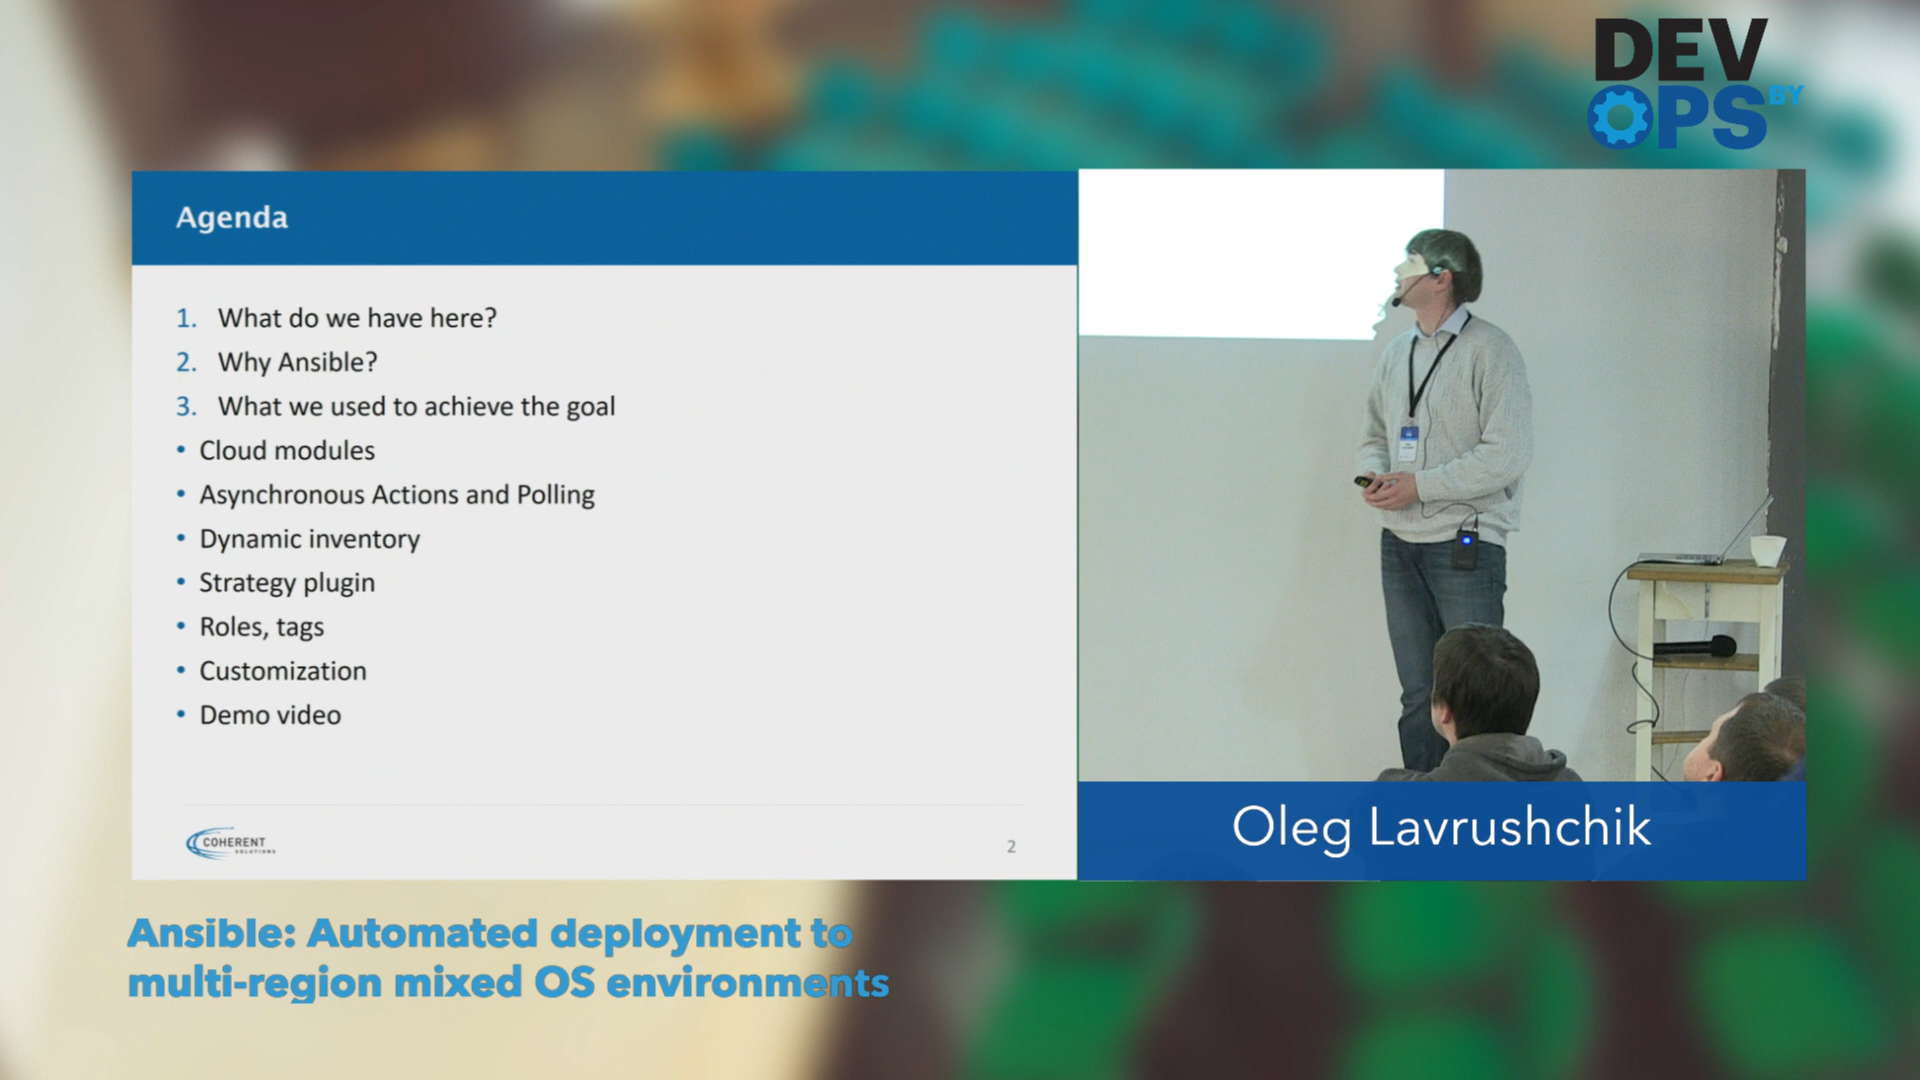 DEV
OPS BY
Agenda
1. What do we have here?
2. Why Ansible?
3. What we used to achieve the goal
• Cloud modules
• Asynchronous Actions and Polling
• Dynamic inventory
• Strategy plugin
• Roles, tags
• Customization
• Demo video
COHERENT
SOLUTIONS
2
Oleg Lavrushchik
Ansible: Automated deployment to
multi-region mixed OS environments